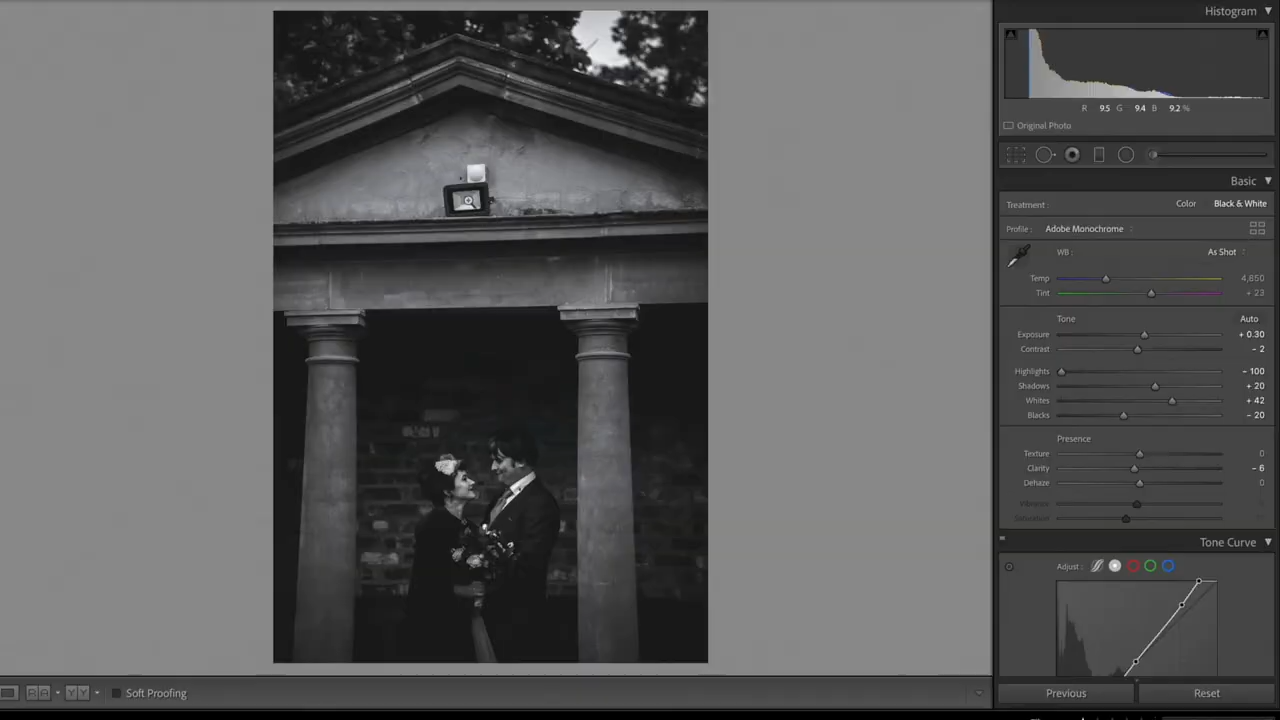 Histogram
R 9.5 G 9.4 B 9.2 %
Original Photo
Basic
Treatment : Color Black & White
Profile : Adobe Monochrome
WB : As Shot
Temp 4,850
Tint + 23
Tone Auto
Exposure + 0.30
Contrast - 2
Highlights - 100
Shadows + 20
Whites + 42
Blacks - 20
Presence
Texture 0
Clarity - 6
Dehaze 0
Vibrance
Saturation
Tone Curve
Adjust :
R A Y Y Soft Proofing Previous Reset